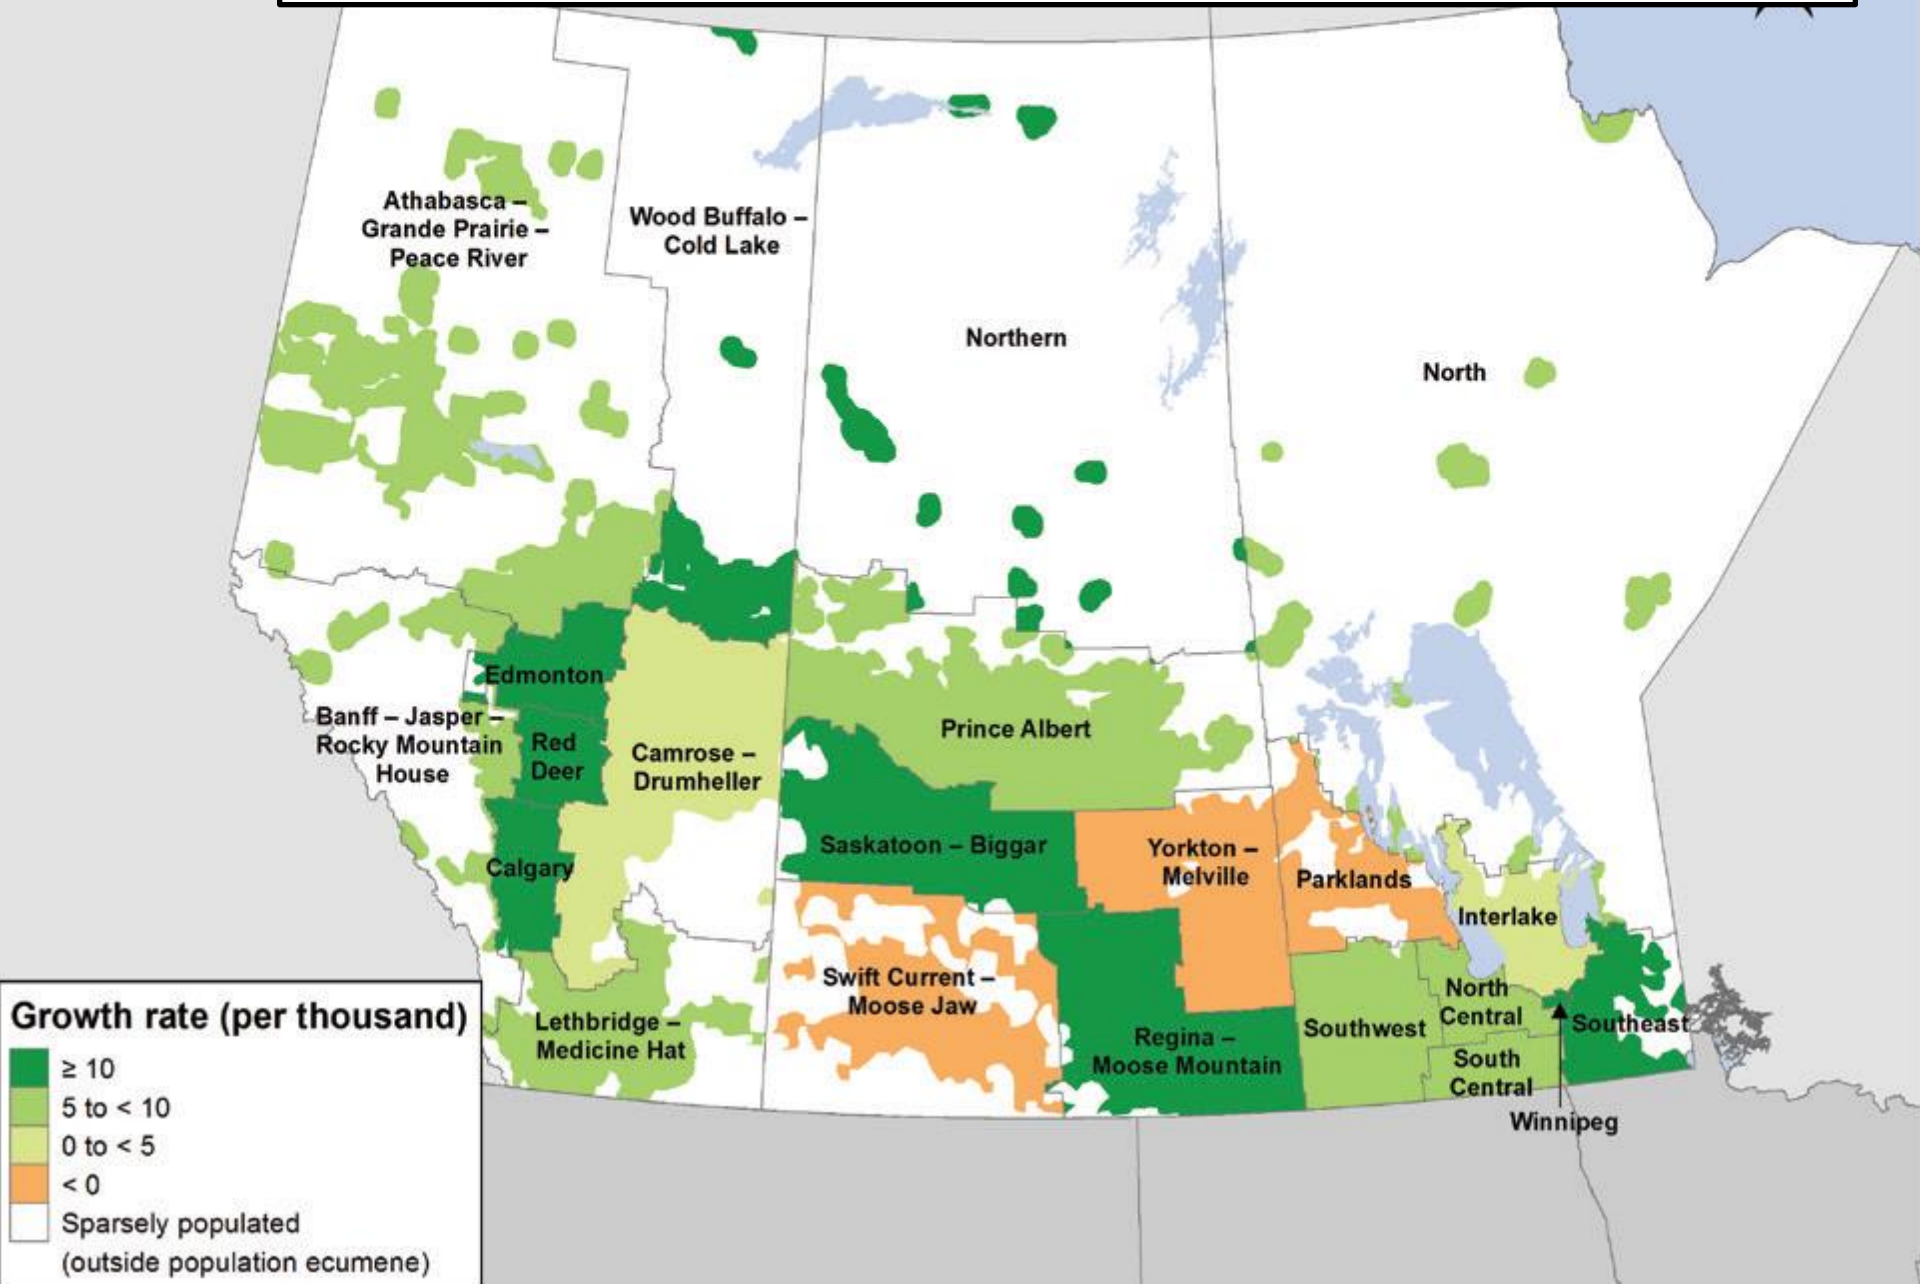 Athabasca –
Grande Prairie –
Peace River
Wood Buffalo –
Cold Lake
Northern
North
Edmonton
Banff – Jasper –
Rocky Mountain
House
Red
Deer
Camrose –
Drumheller
Prince Albert
Calgary
Saskatoon – Biggar
Yorkton –
Melville
Parklands
Interlake
Swift Current –
Moose Jaw
Lethbridge –
Medicine Hat
Regina –
Moose Mountain
Southwest
North
Central
South
Central
Southeast
Winnipeg
Growth rate (per thousand)
≥ 10
5 to < 10
0 to < 5
< 0
Sparsely populated
(outside population ecumene)